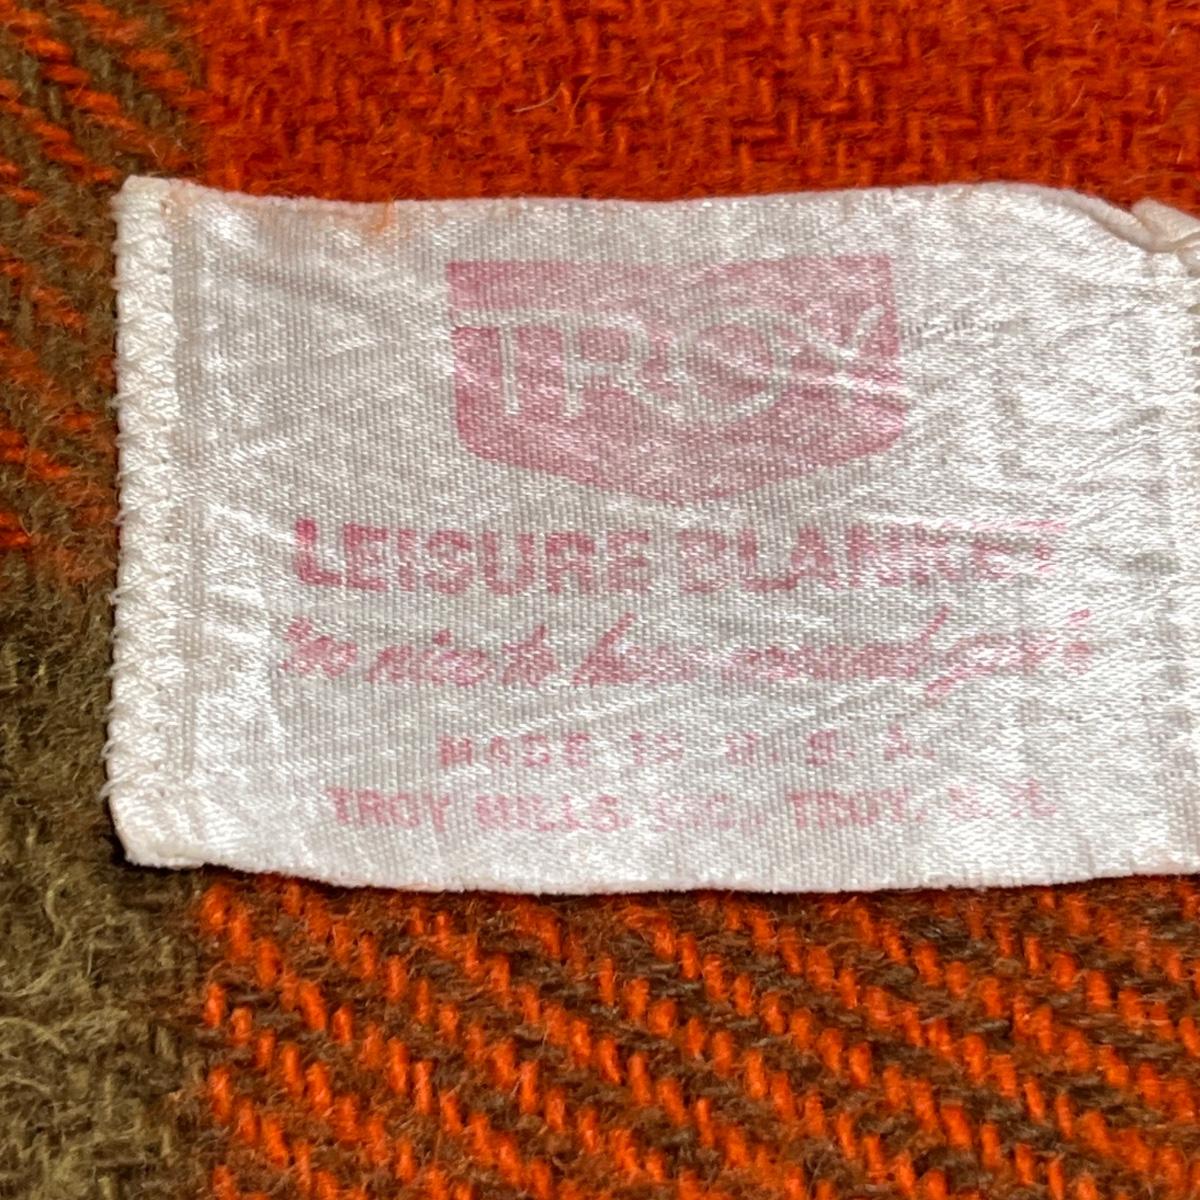 TROY
LEISURE BLANKET
"so nice to have around you"
MADE IN U. S. A.
TROY MILLS, INC., TROY, N. H.